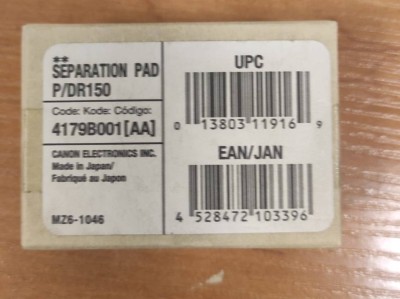 **
SEPARATION PAD
P/DR150
Code: Kode: Código:
4179B001[AA]
CANON ELECTRONICS INC.
Made in Japan/
Fabriqué au Japon
MZ6-1046
UPC
0 13803 11916 9
EAN/JAN
4 528472 103396